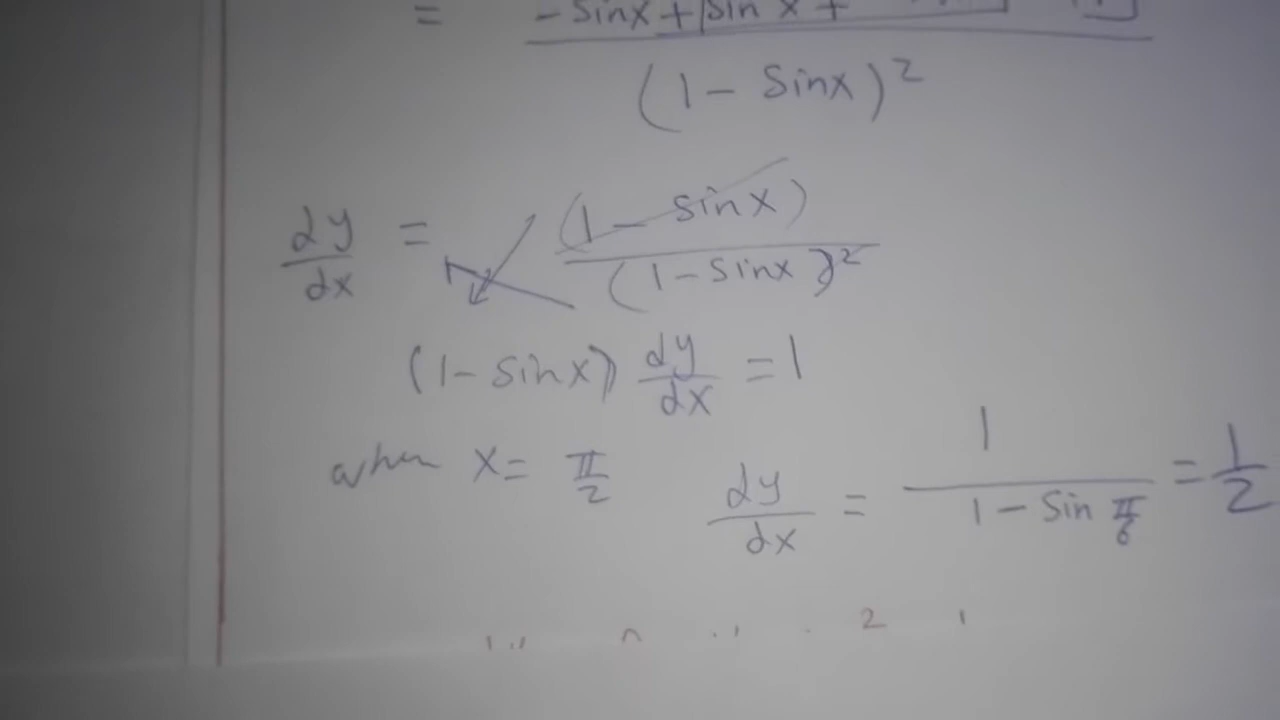 = - Sinx + Sin x +
(1 - Sinx)²
dy/dx = (1 - sinx)/(1 - Sinx)²
(1 - sinx) dy/dx = 1
when x = π/2 dy/dx = 1/(1 - Sin π/6) = 1/2